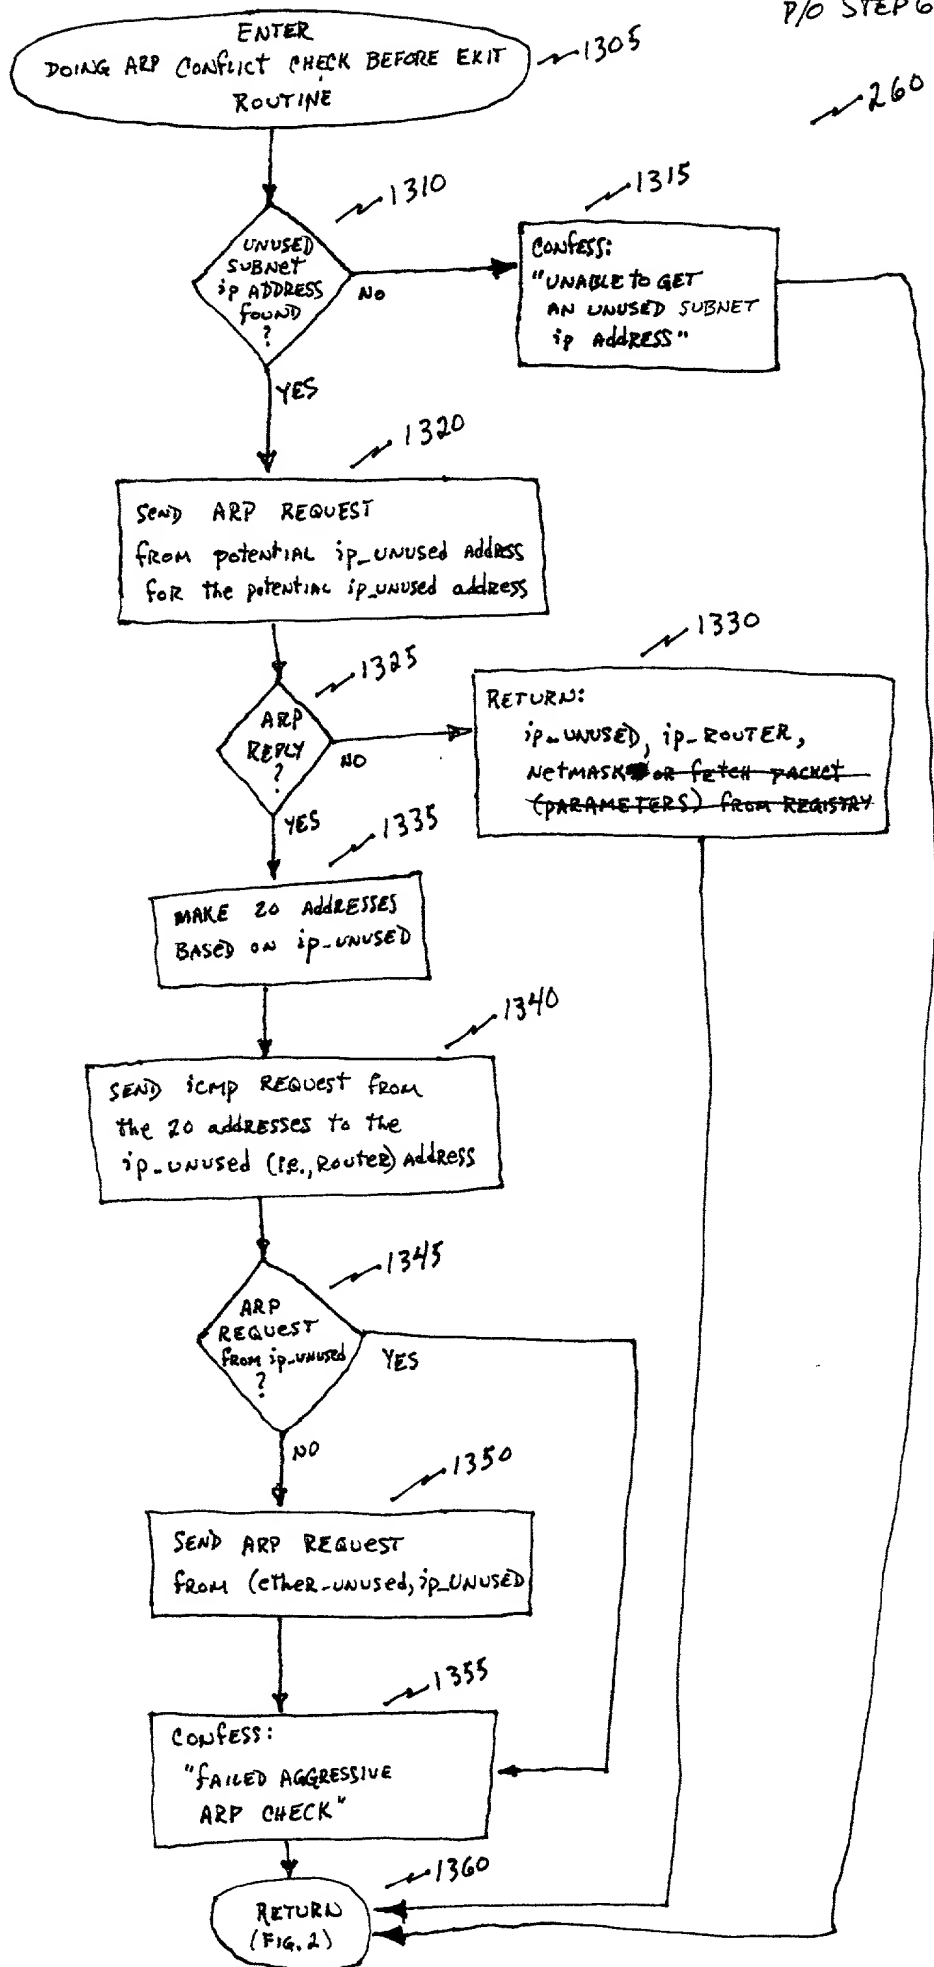 P/O STEP 6
ENTER
DOING ARP CONFLICT CHECK BEFORE EXIT
ROUTINE
1305
260
1310
UNUSED
SUBNET
ip ADDRESS
FOUND
?
NO
YES
1315
CONFESS:
"UNABLE TO GET
AN UNUSED SUBNET
ip ADDRESS"
1320
SEND ARP REQUEST
FROM POTENTIAL ip_UNUSED ADDRESS
FOR the POTENTIAL ip_UNUSED address
1325
ARP
REPLY
?
NO
YES
1330
RETURN:
ip_UNUSED, ip_ROUTER,
NETMASK OR FETCH PACKET
(PARAMETERS) FROM REGISTRY
1335
MAKE 20 ADDRESSES
BASED ON ip_UNUSED
1340
SEND icmp REQUEST FROM
the 20 addresses to the
ip_UNUSED (i.e., ROUTER) Address
1345
ARP
REQUEST
FROM ip_UNUSED
?
YES
NO
1350
SEND ARP REQUEST
FROM (ether_UNUSED, ip_UNUSED
1355
CONFESS:
"FAILED AGGRESSIVE
ARP CHECK"
1360
RETURN
(FIG. 2)